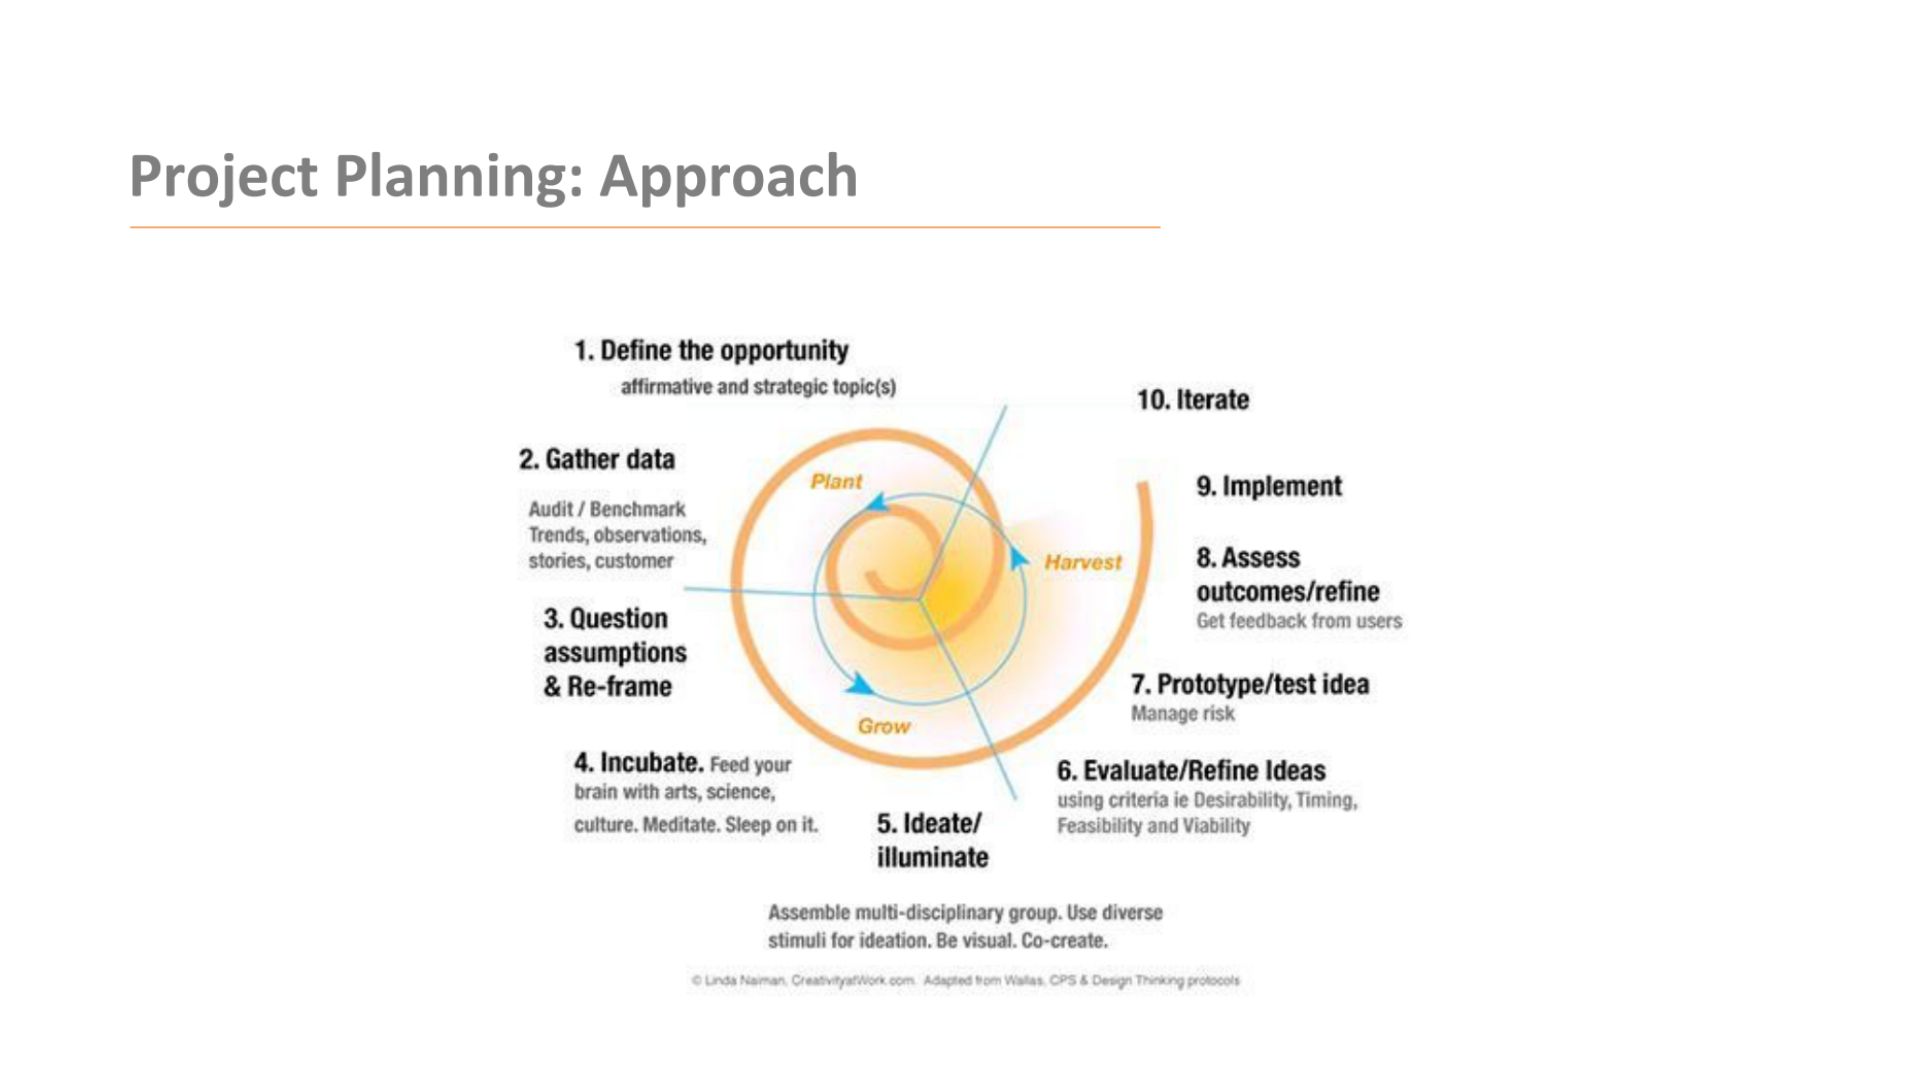 Project Planning: Approach
1. Define the opportunity
affirmative and strategic topic(s)
2. Gather data
Audit / Benchmark
Trends, observations,
stories, customer
3. Question
assumptions
& Re-frame
4. Incubate. Feed your
brain with arts, science,
culture. Meditate. Sleep on it.
5. Ideate/
illuminate
Assemble multi-disciplinary group. Use diverse
stimuli for ideation. Be visual. Co-create.
6. Evaluate/Refine Ideas
using criteria ie Desirability, Timing,
Feasibility and Viability
7. Prototype/test idea
Manage risk
8. Assess
outcomes/refine
Get feedback from users
9. Implement
10. Iterate
Plant
Grow
Harvest
© Linda Naiman, CreativityatWork.com. Adapted from Wallas, CPS & Design Thinking protocols